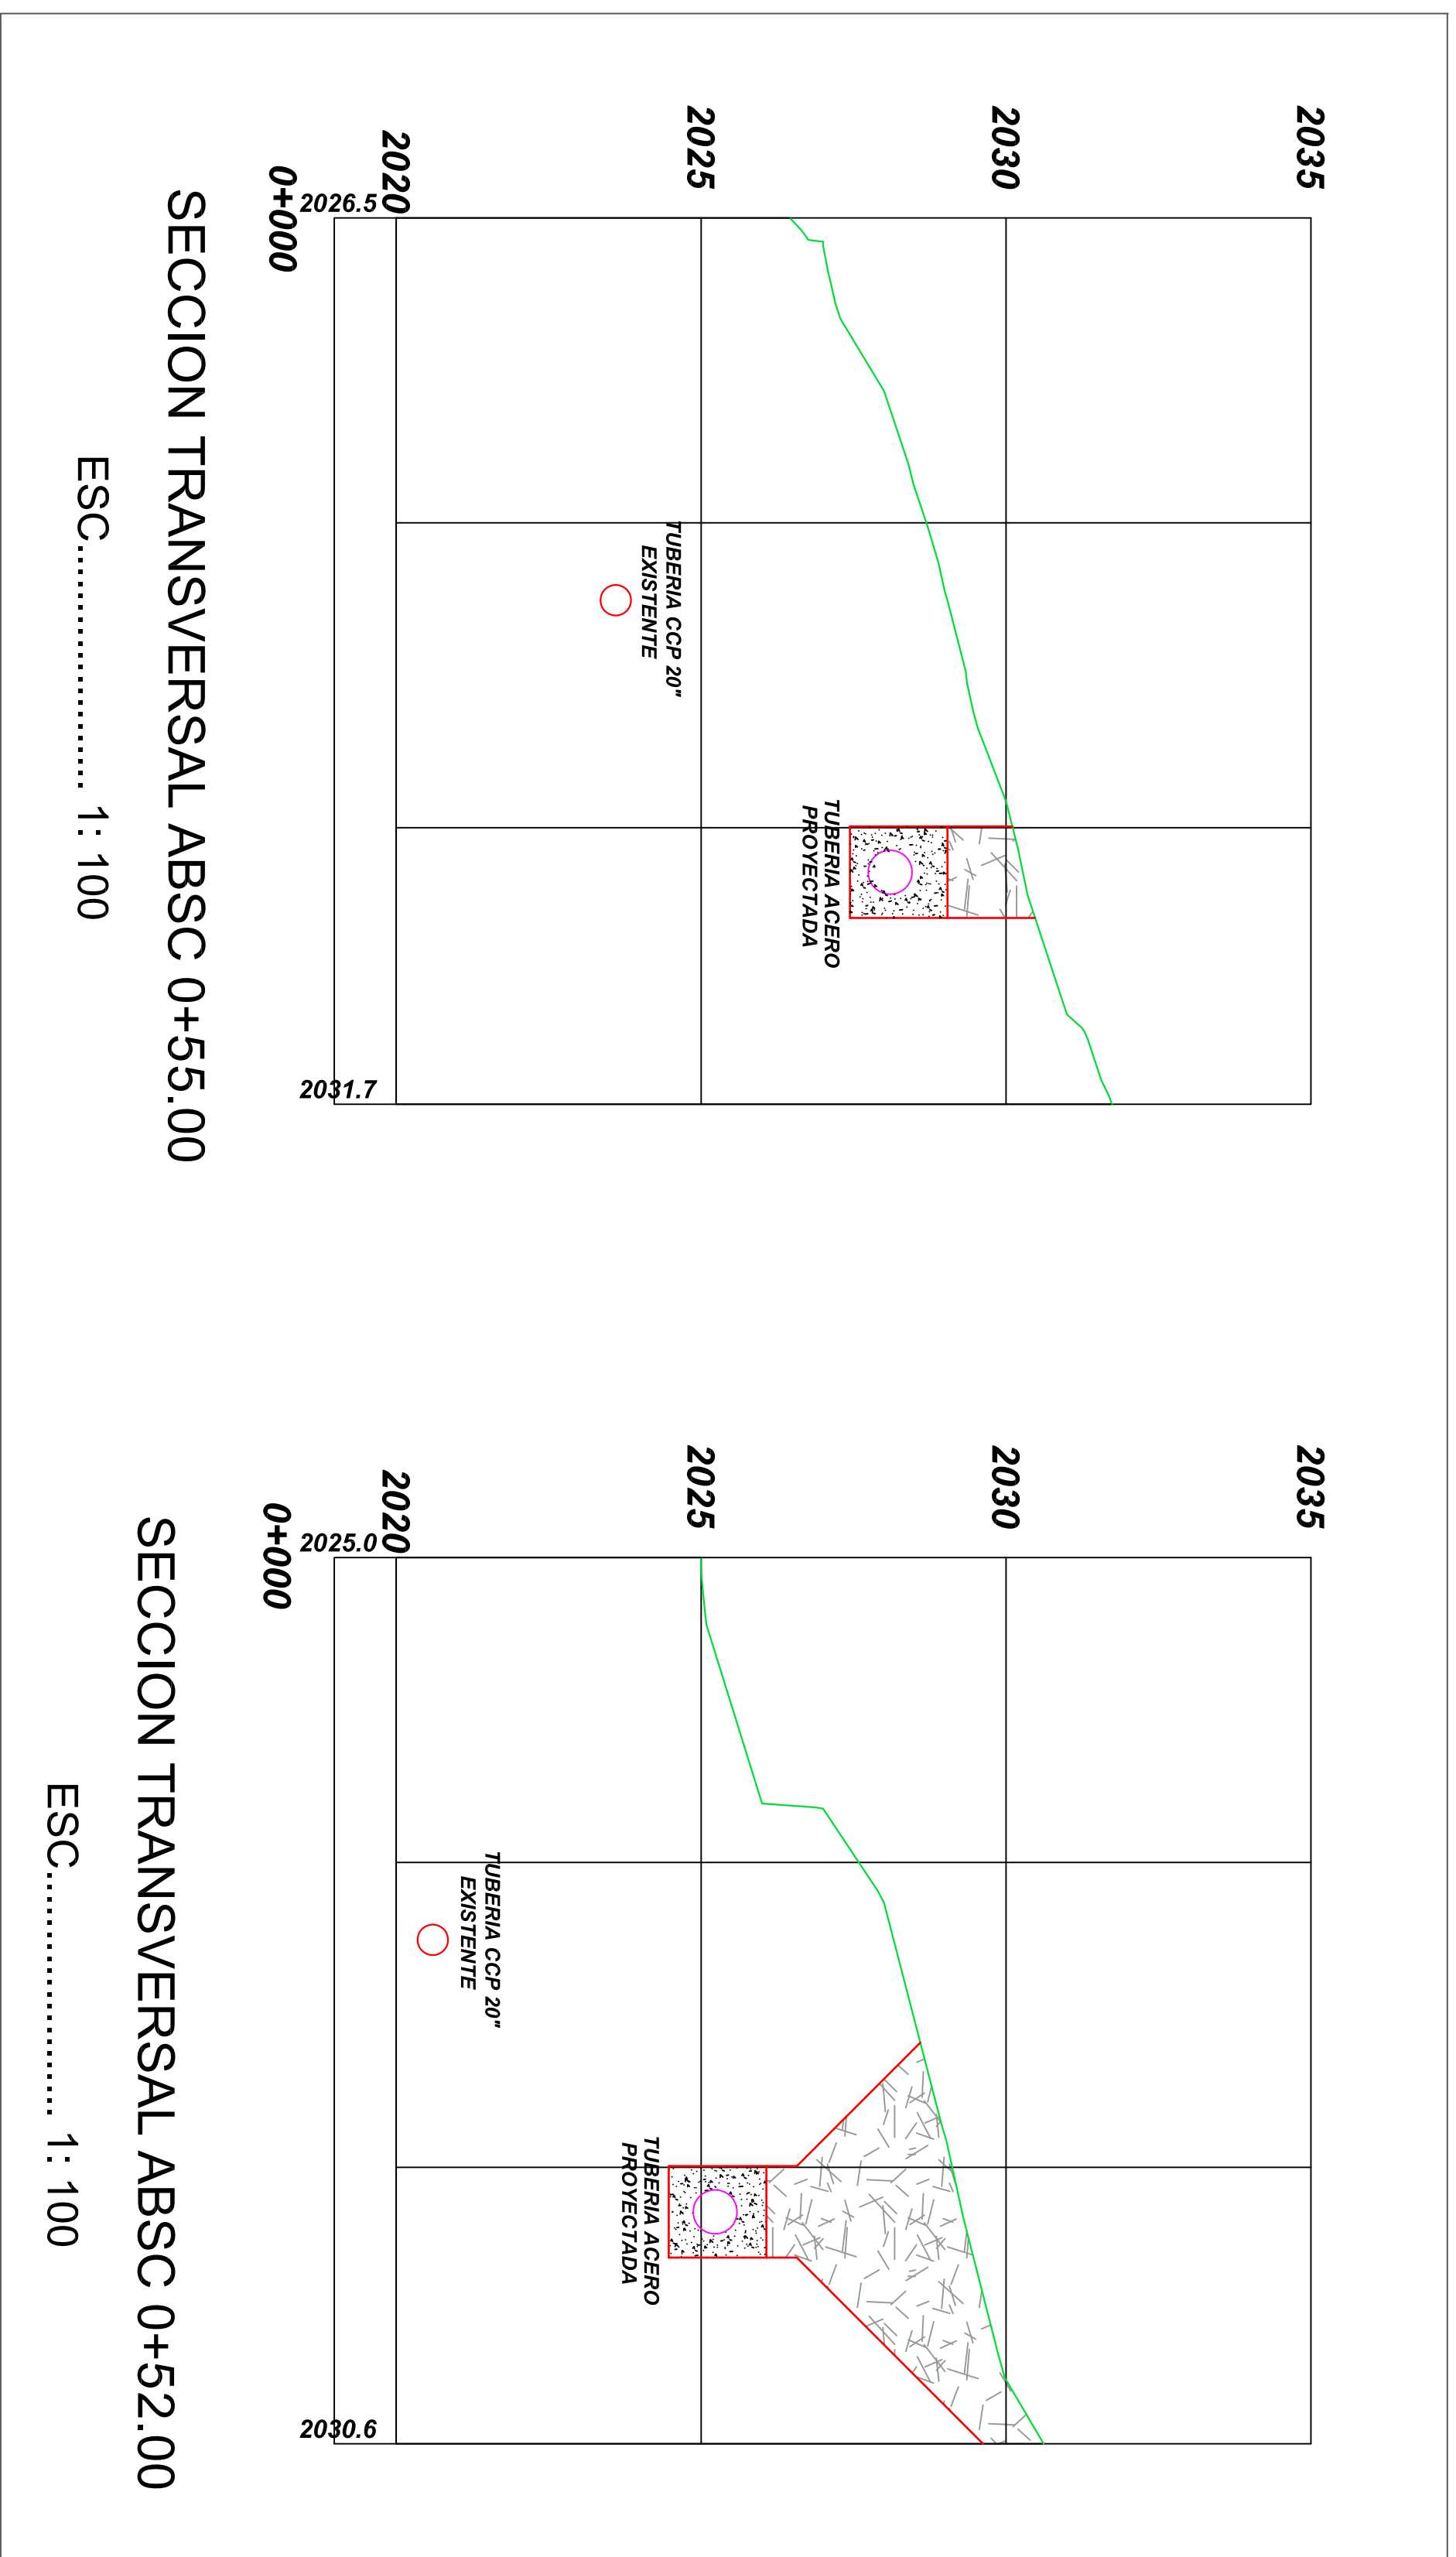 2035
2030
2025
2020
2026.5
2031.7
0+000
TUBERIA CCP 20"
EXISTENTE
TUBERIA ACERO
PROYECTADA
SECCION TRANSVERSAL ABSC 0+55.00
ESC..................... 1: 100
2035
2030
2025
2020
2025.0
2030.6
0+000
TUBERIA CCP 20"
EXISTENTE
TUBERIA ACERO
PROYECTADA
SECCION TRANSVERSAL ABSC 0+52.00
ESC..................... 1: 100